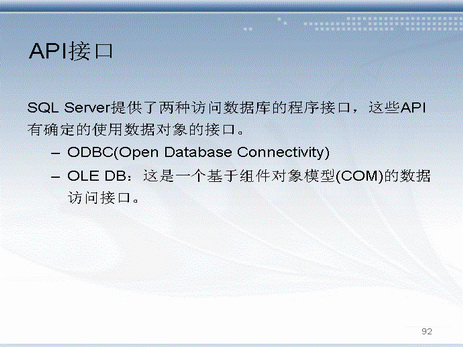 API接口
SQL Server提供了两种访问数据库的程序接口，这些API
有确定的使用数据对象的接口。
– ODBC(Open Database Connectivity)
– OLE DB：这是一个基于组件对象模型(COM)的数据
访问接口。
92